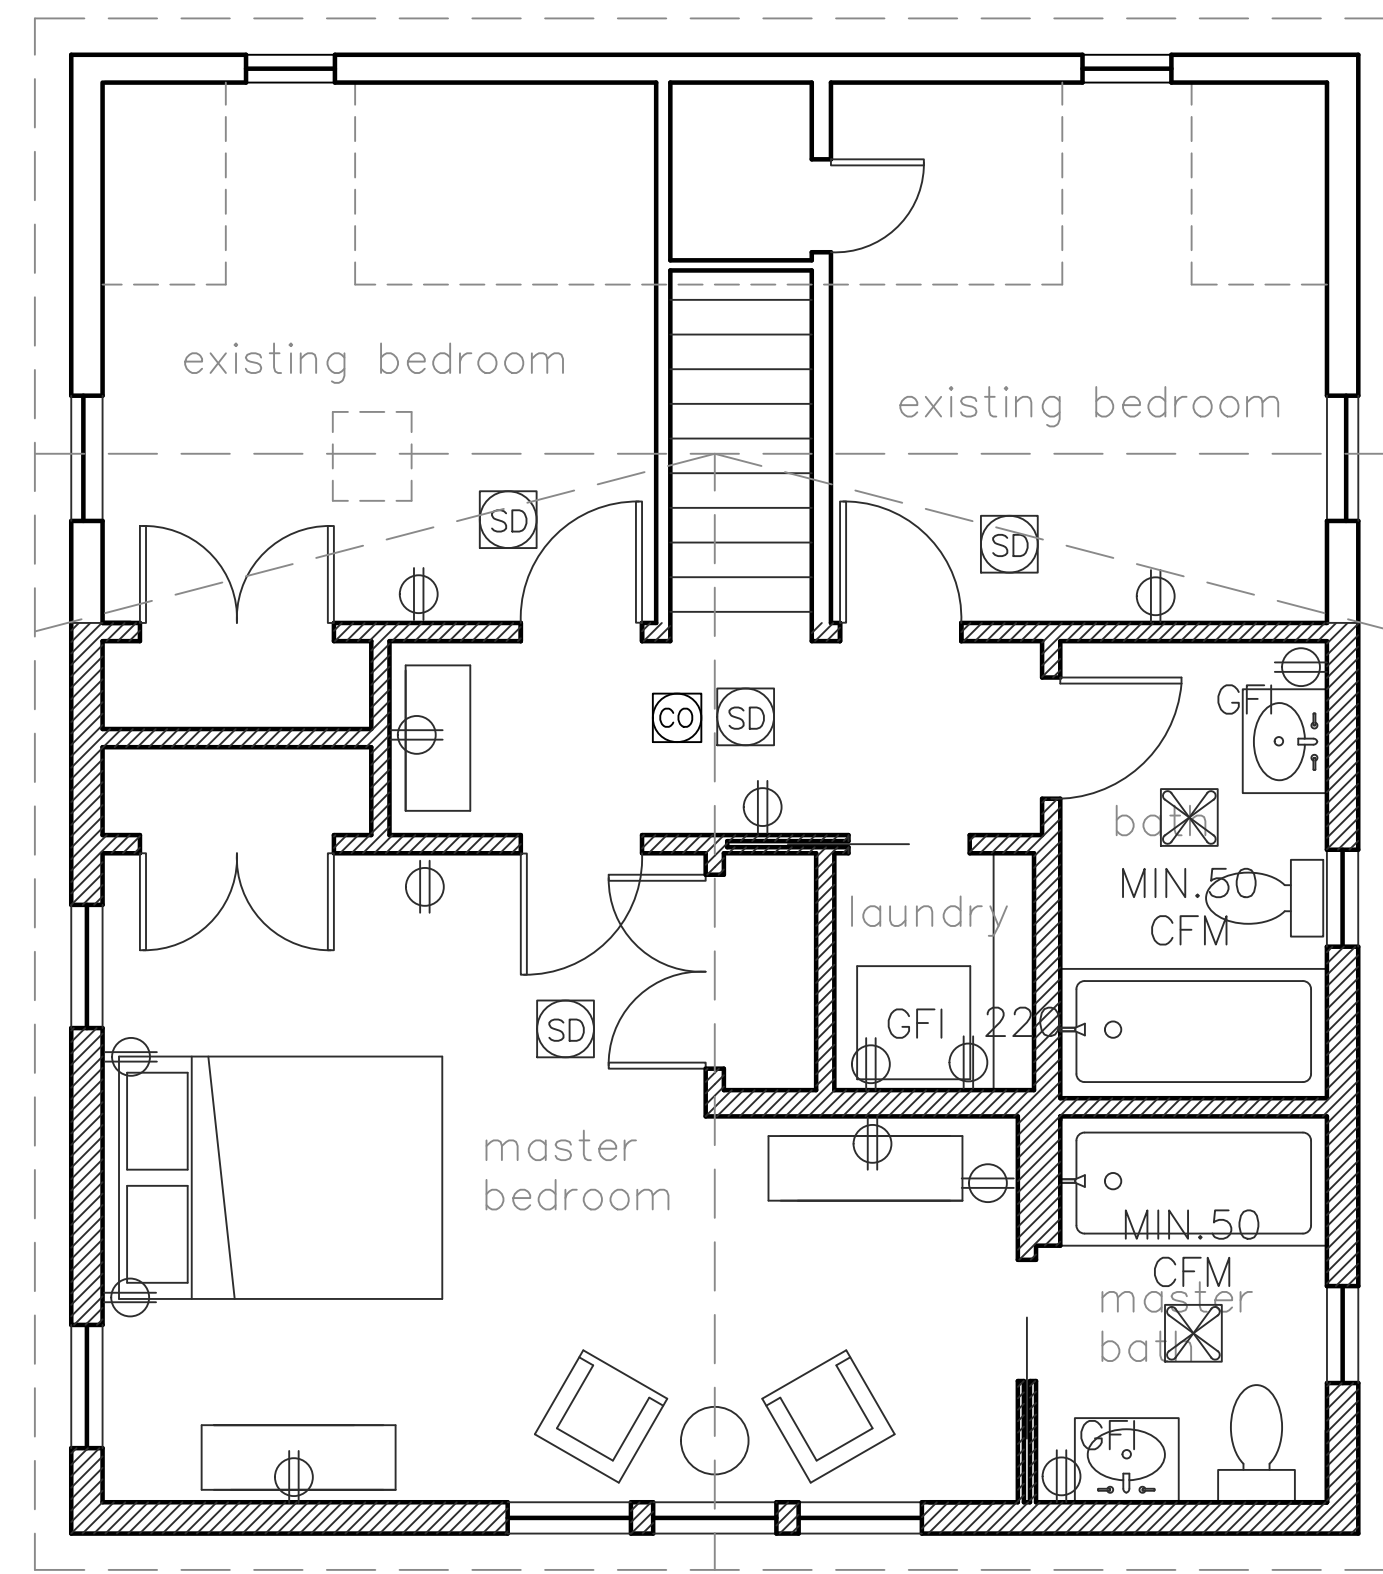 existing bedroom
existing bedroom
SD
SD
GFI
CO
SD
bath
MIN.50
CFM
laundry
SD
GFI
220
master
bedroom
MIN.50
CFM
master
bath
GFI